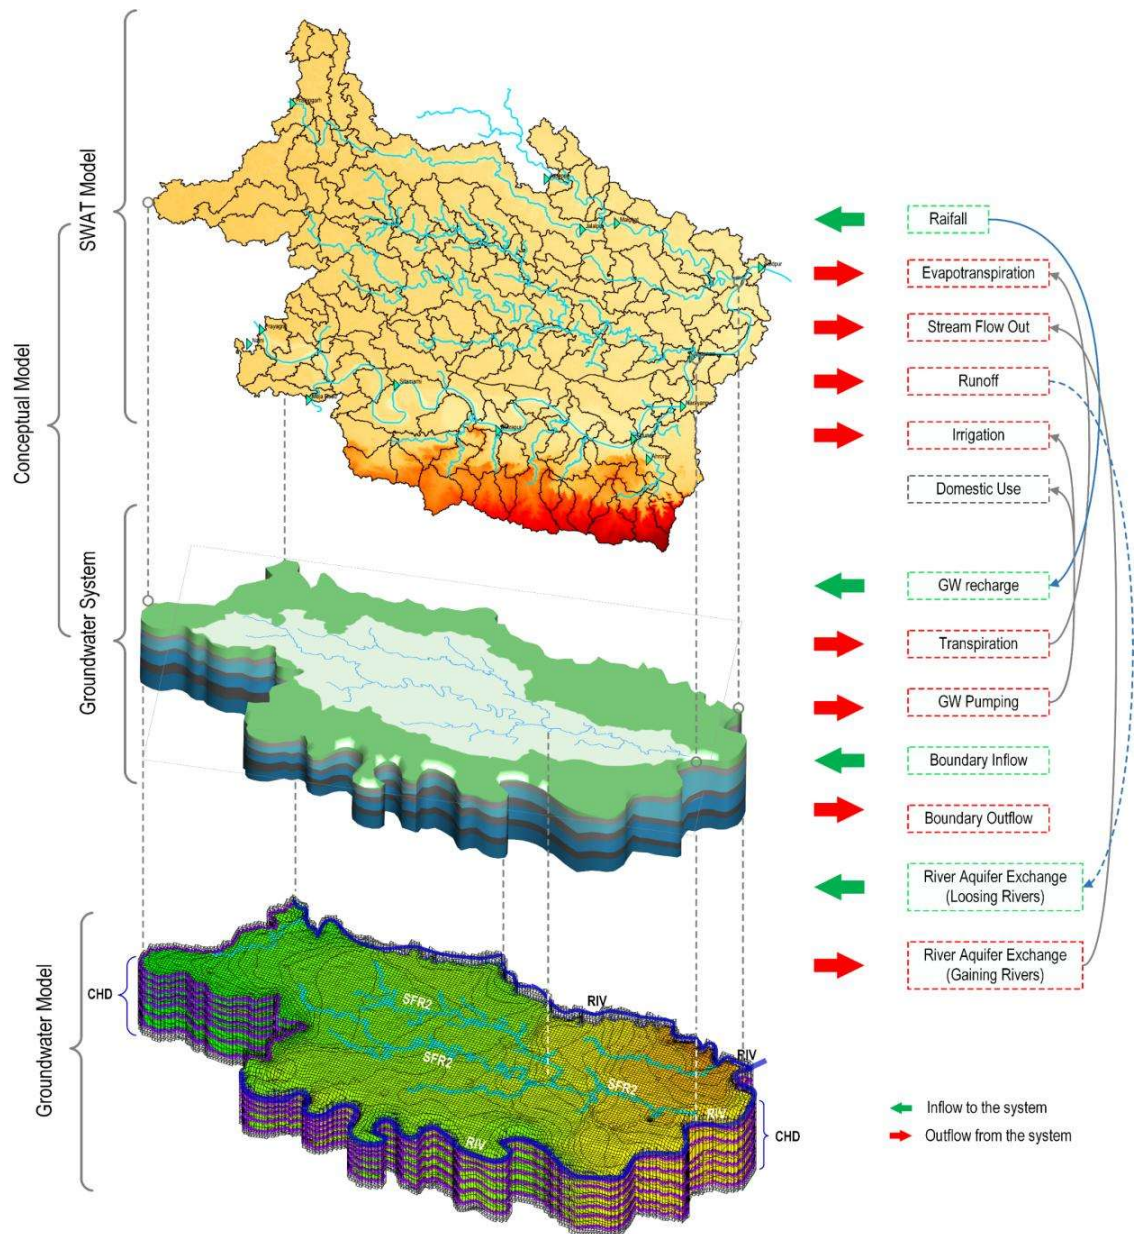 SWAT Model
Conceptual Model
Groundwater System
Groundwater Model
Raifall
Evapotranspiration
Stream Flow Out
Runoff
Irrigation
Domestic Use
GW recharge
Transpiration
GW Pumping
Boundary Inflow
Boundary Outflow
River Aquifer Exchange
(Loosing Rivers)
River Aquifer Exchange
(Gaining Rivers)
CHD
SFR2
RIV
SFR2
RIV
SFR2
RIV
RIV
CHD
Inflow to the system
Outflow from the system